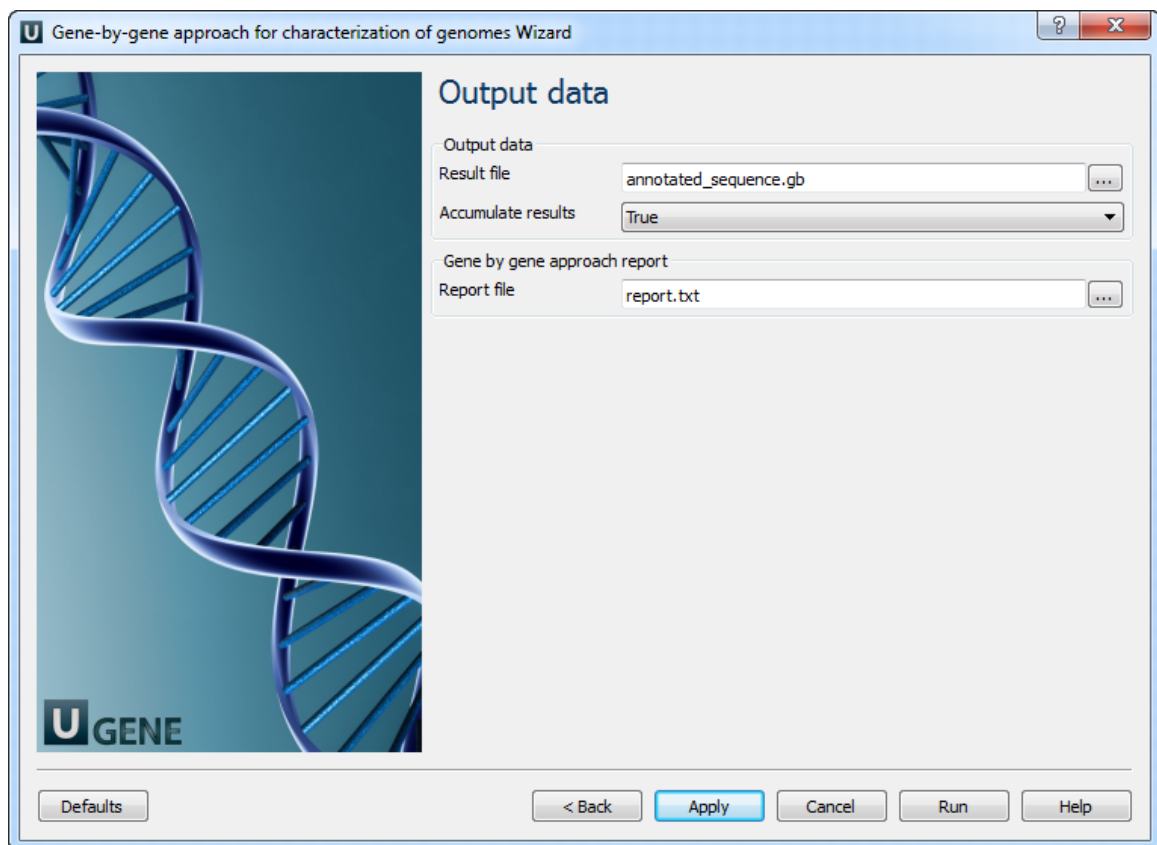 U Gene-by-gene approach for characterization of genomes Wizard
Output data
Output data
Result file annotated_sequence.gb ...
Accumulate results True
Gene by gene approach report
Report file report.txt ...
U GENE
Defaults < Back Apply Cancel Run Help